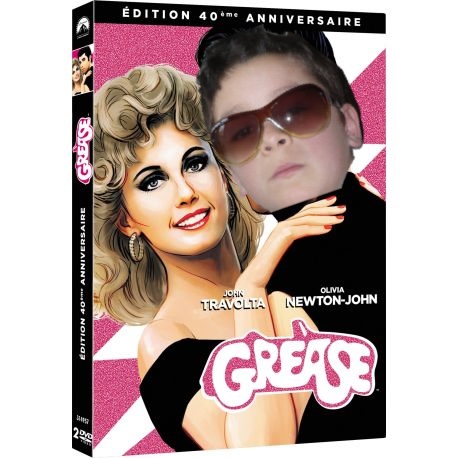 ÉDITION 40ème ANNIVERSAIRE
GREASE
ÉDITION 40ème ANNIVERSAIRE
2 DVD
JOHN
TRAVOLTA
OLIVIA
NEWTON-JOHN
GREASE